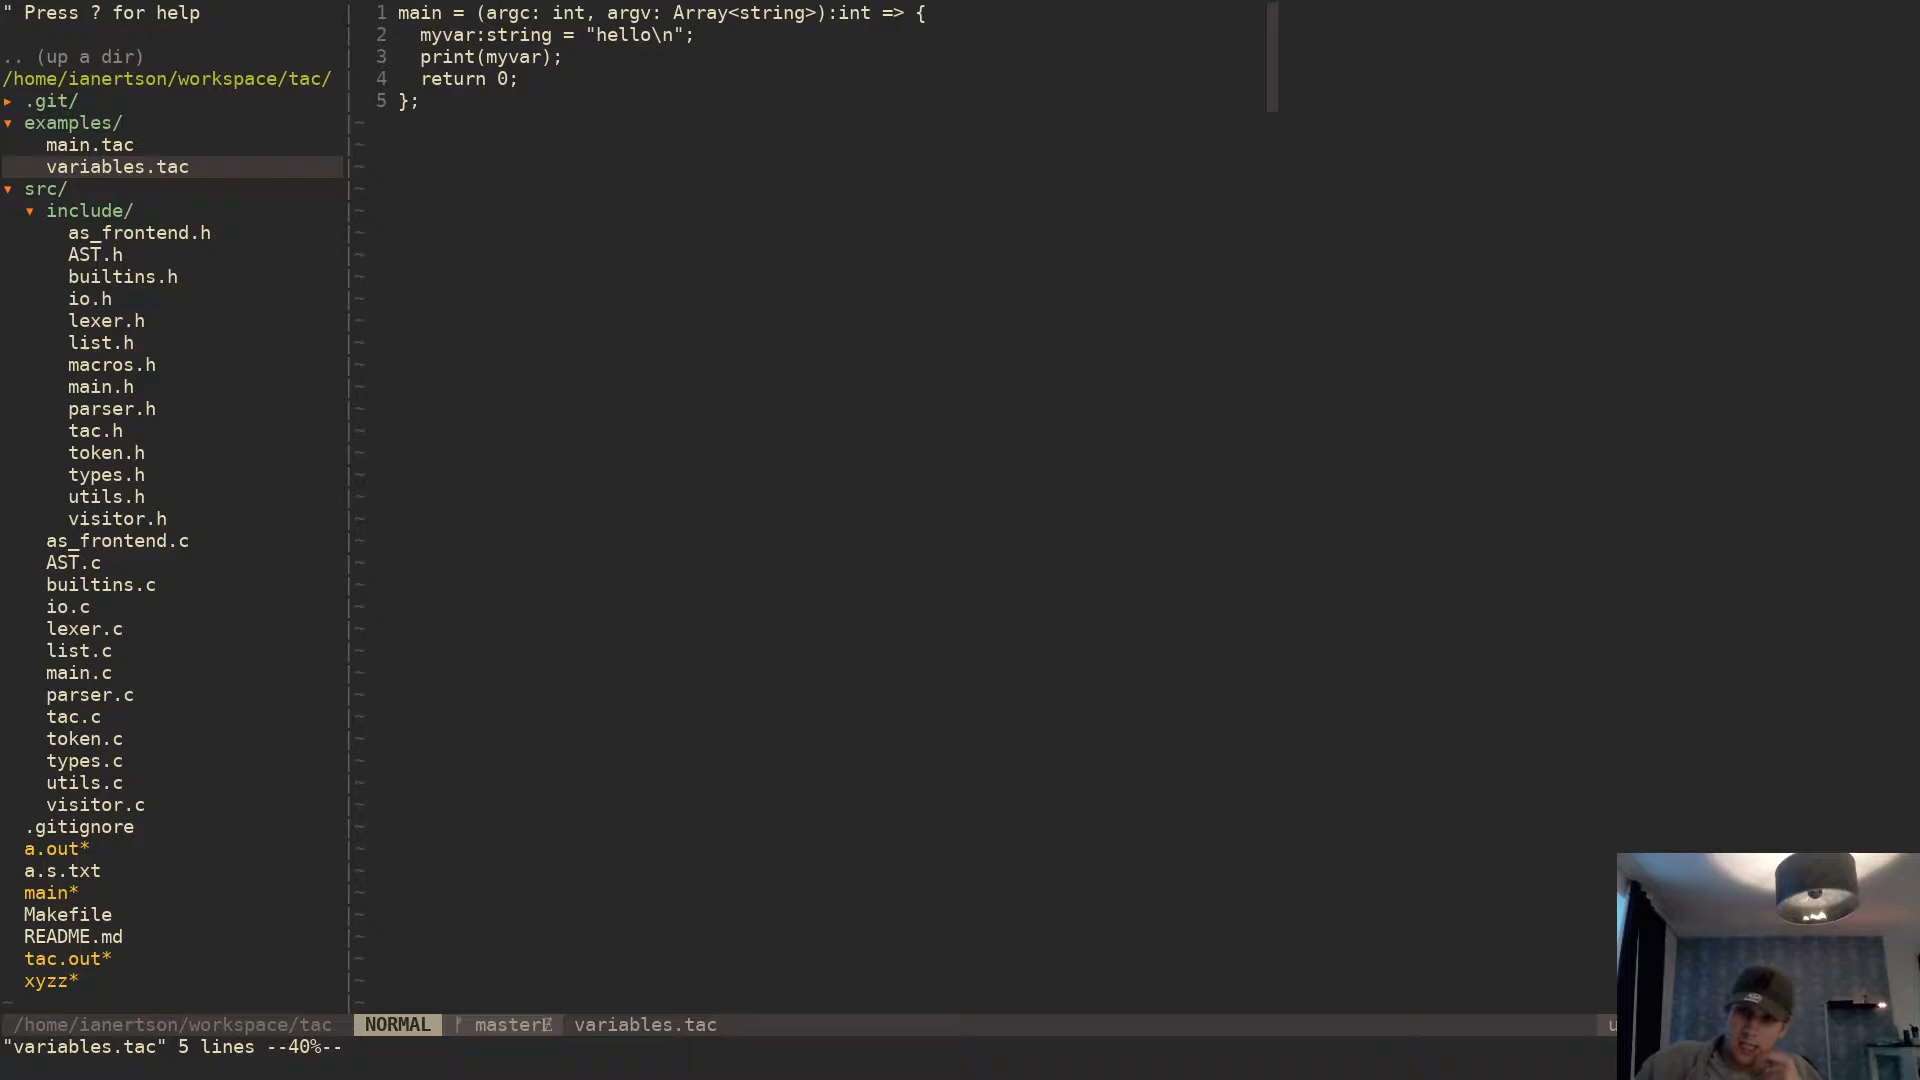 " Press ? for help
.. (up a dir)
/home/ianertson/workspace/tac/
▸ .git/
▾ examples/
main.tac
variables.tac
▾ src/
▾ include/
as_frontend.h
AST.h
builtins.h
io.h
lexer.h
list.h
macros.h
main.h
parser.h
tac.h
token.h
types.h
utils.h
visitor.h
as_frontend.c
AST.c
builtins.c
io.c
lexer.c
list.c
main.c
parser.c
tac.c
token.c
types.c
utils.c
visitor.c
.gitignore
a.out*
a.s.txt
main*
Makefile
README.md
tac.out*
xyzz*
~
1 main = (argc: int, argv: Array<string>):int => {
2   myvar:string = "hello\n";
3   print(myvar);
4   return 0;
5 };
/home/ianertson/workspace/tac NORMAL master variables.tac u
"variables.tac" 5 lines --40%--